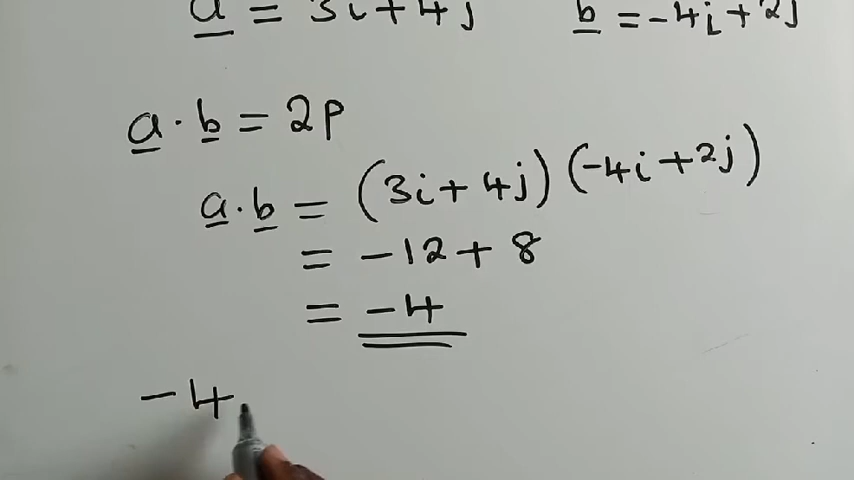 a = 3i + 4j b = -4i + 2j
a · b = 2p
a · b = (3i + 4j) (-4i + 2j)
= -12 + 8
= -4
-4